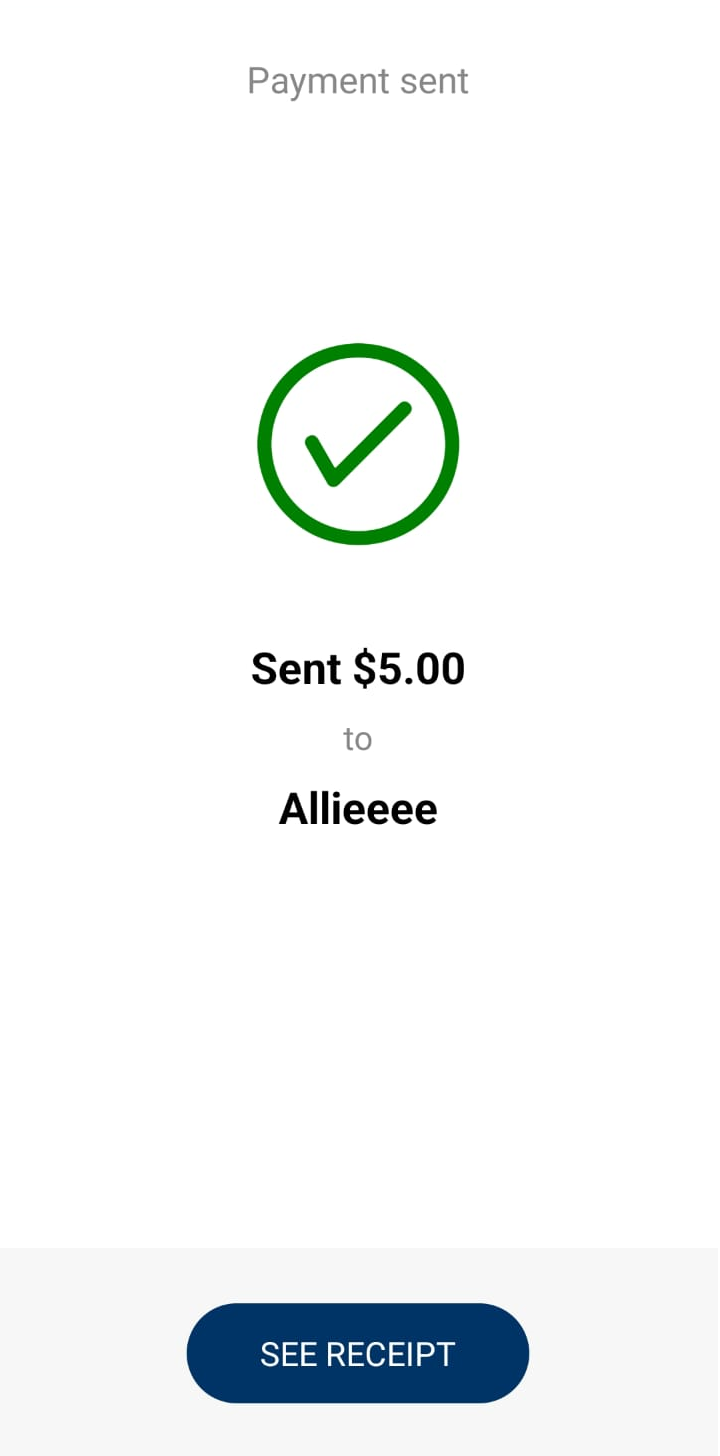 Payment sent
Sent $5.00
to
Allieeee
SEE RECEIPT